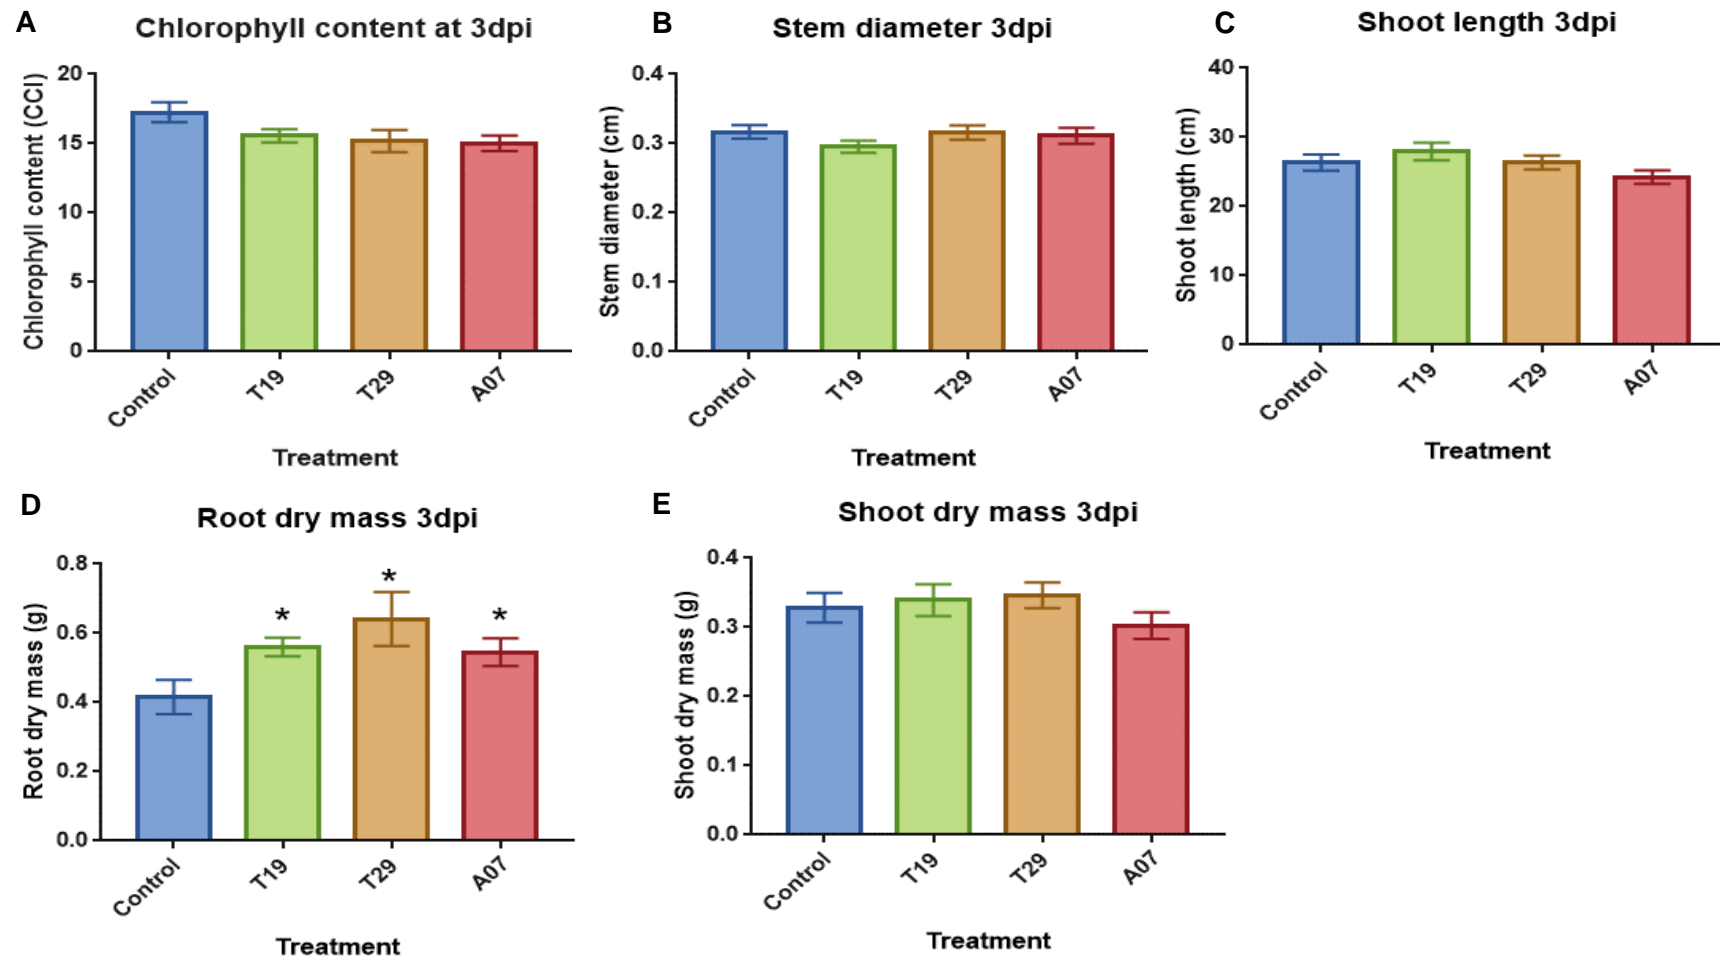 A
Chlorophyll content at 3dpi
Chlorophyll content (CCI)
20
15
10
5
0
Control
T19
T29
A07
Treatment
B
Stem diameter 3dpi
Stem diameter (cm)
0.4
0.3
0.2
0.1
0.0
Control
T19
T29
A07
Treatment
C
Shoot length 3dpi
Shoot length (cm)
40
30
20
10
0
Control
T19
T29
A07
Treatment
D
Root dry mass 3dpi
Root dry mass (g)
0.8
0.6
0.4
0.2
0.0
*
*
*
Control
T19
T29
A07
Treatment
E
Shoot dry mass 3dpi
Shoot dry mass (g)
0.4
0.3
0.2
0.1
0.0
Control
T19
T29
A07
Treatment